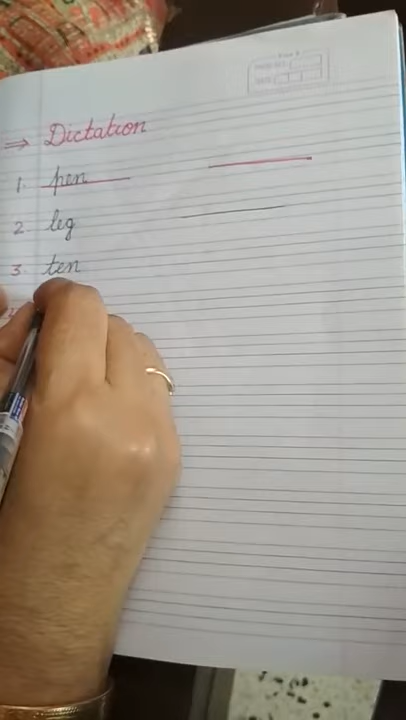 ⇒ Dictation
1. pen
2. leg
3. ten